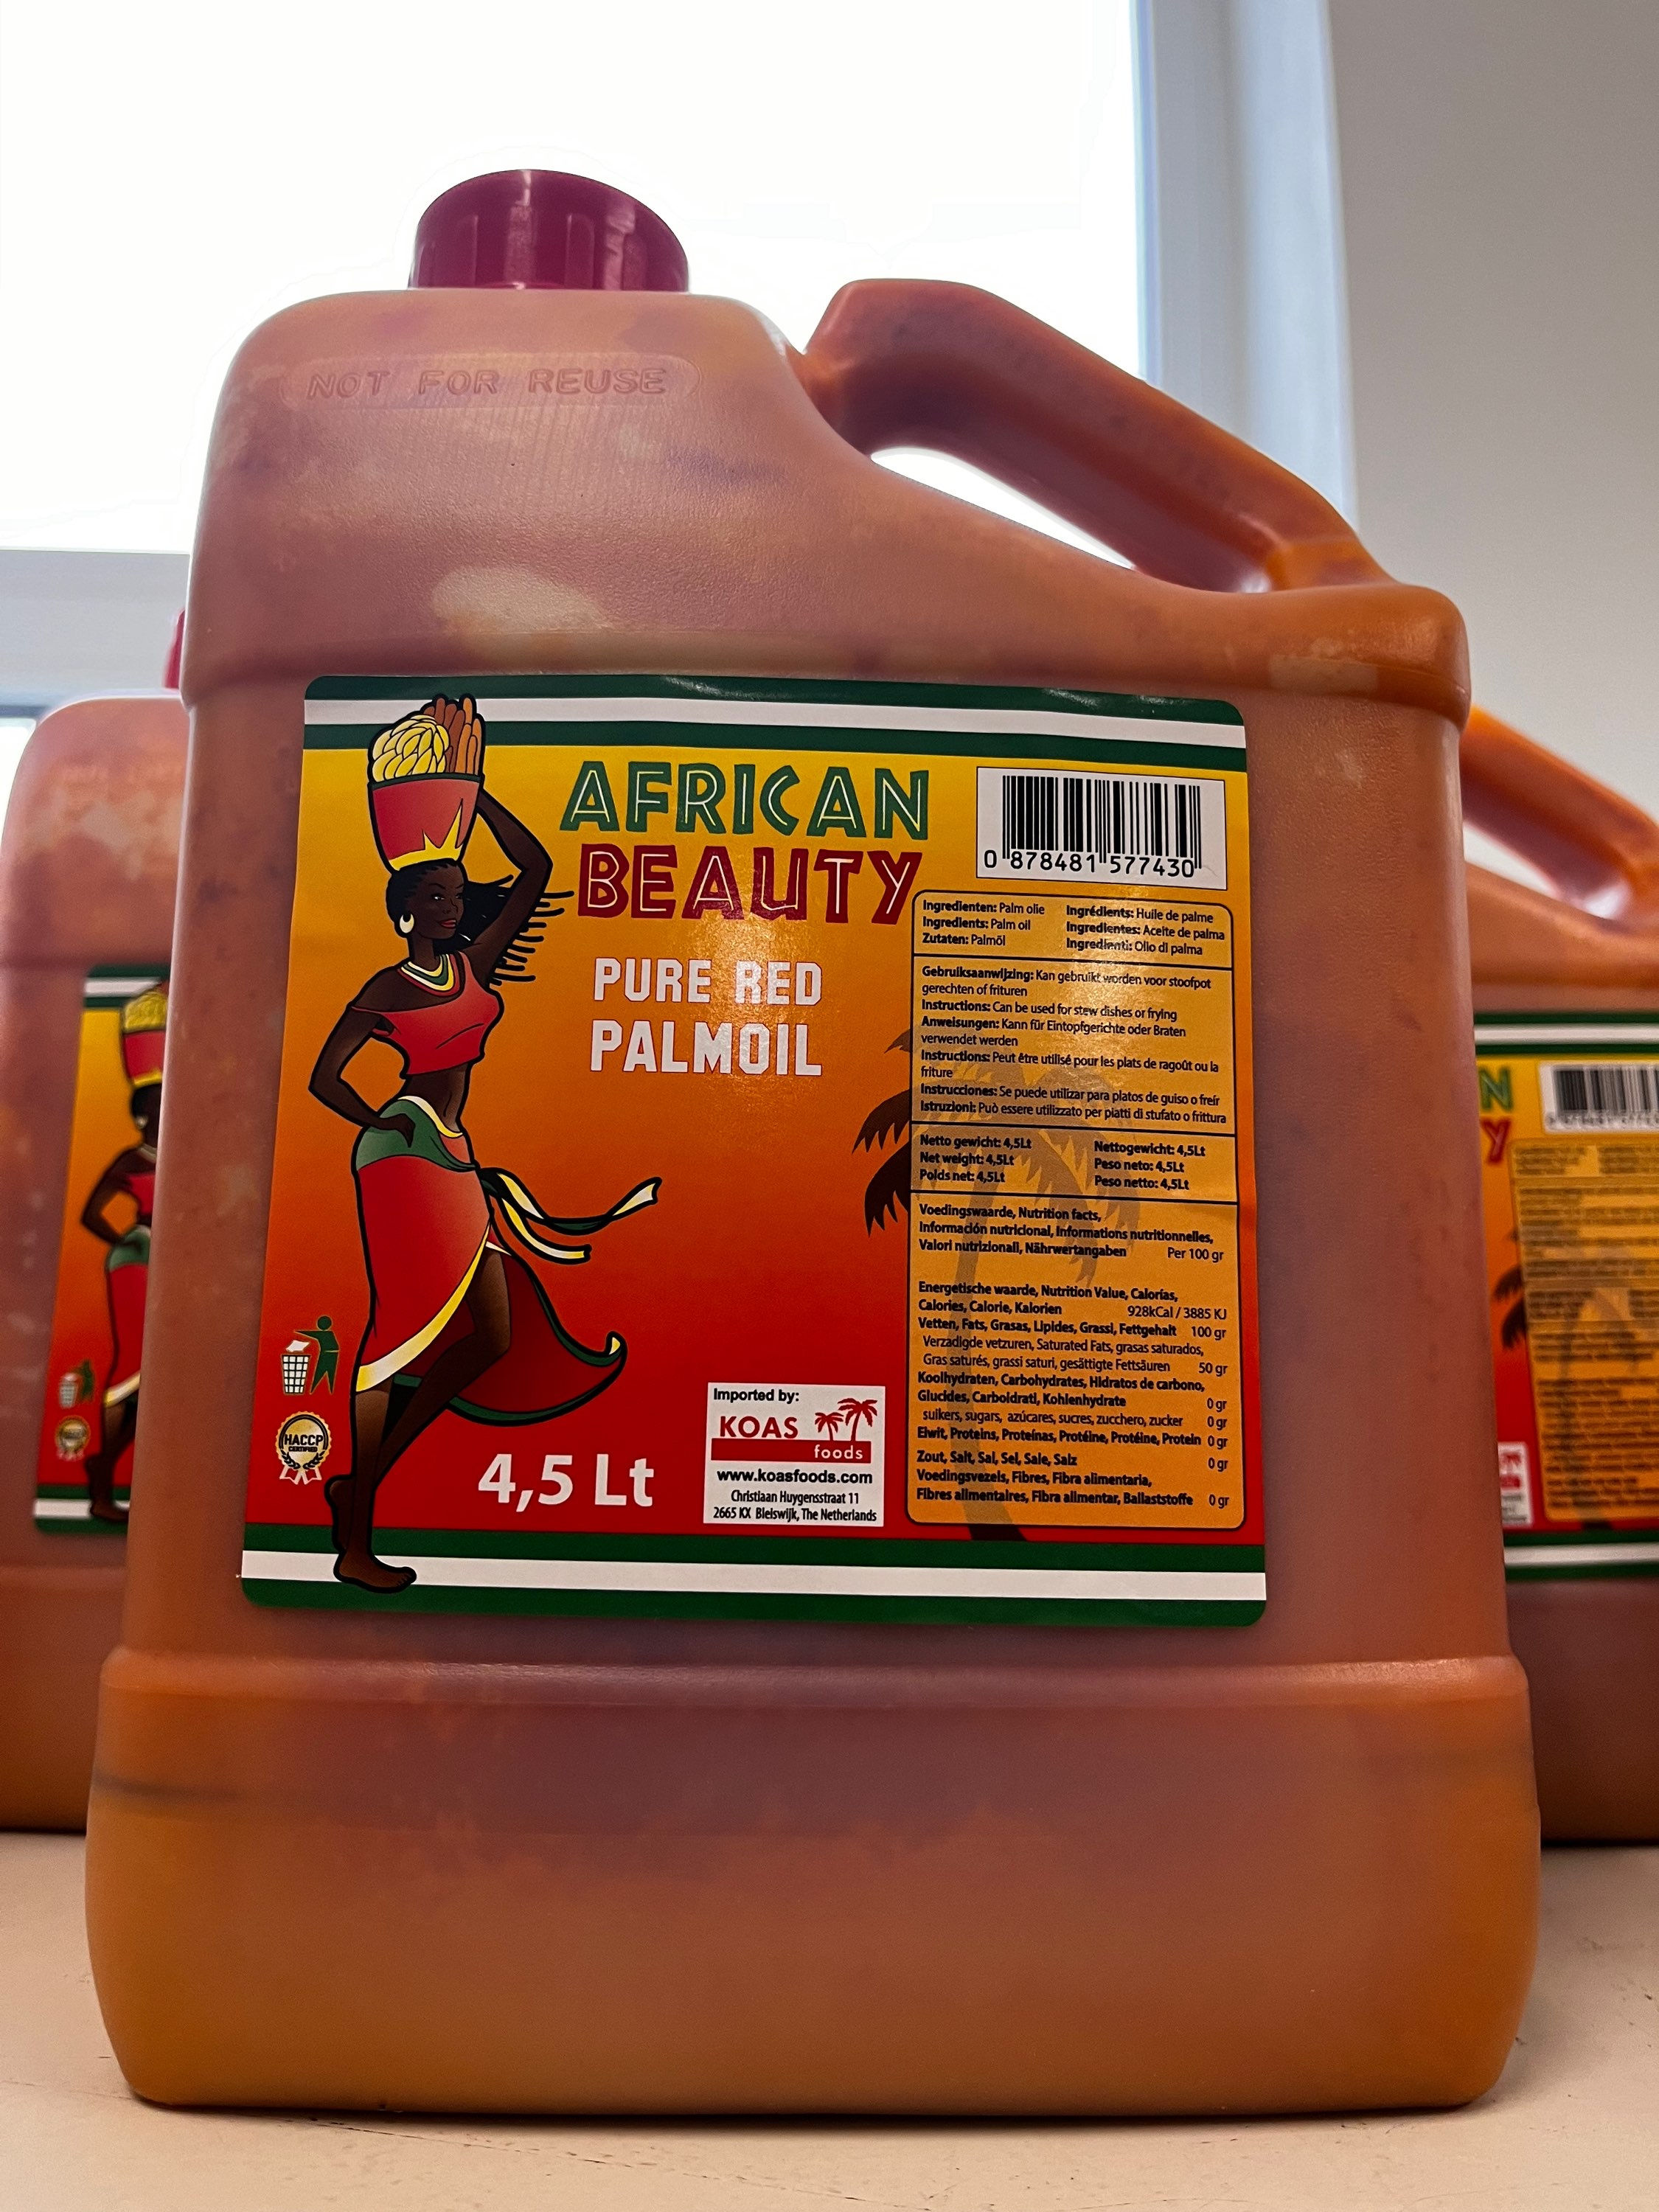 NOT FOR REUSE
AFRICAN
BEAUTY
PURE RED
PALMOIL
0 878481 577430
Ingredienten: Palm olie
Ingredients: Palm oil
Zutaten: Palmöl
Ingrédients: Huile de palme
Ingredientes: Aceite de palma
Ingredienti: Olio di palma
Gebruiksaanwijzing: Kan gebruikt worden voor stoofpot
gerechten of frituren
Instructions: Can be used for stew dishes or frying
Anweisungen: Kann für Eintopfgerichte oder Braten
verwendet werden
Instructions: Peut être utilisé pour les plats de ragoût ou la
friture
Instrucciones: Se puede utilizar para platos de guiso o freír
Istruzioni: Può essere utilizzato per piatti di stufato o frittura
Netto gewicht: 4,5Lt
Net weight: 4,5Lt
Poids net: 4,5Lt
Nettogewicht: 4,5Lt
Peso neto: 4,5Lt
Peso netto: 4,5Lt
Voedingswaarde, Nutrition facts,
Información nutricional, Informations nutritionnelles,
Valori nutrizionali, Nährwertangaben Per 100 gr
Energetische waarde, Nutrition Value, Calorías,
Calories, Calorie, Kalorien 928kCal / 3885 KJ
Vetten, Fats, Grasas, Lipides, Grassi, Fettgehalt 100 gr
Verzadigde vetzuren, Saturated Fats, grasas saturados,
Gras saturés, grassi saturi, gesättigte Fettsäuren 50 gr
Koolhydraten, Carbohydrates, Hidratos de carbono,
Glucides, Carboidrati, Kohlenhydrate 0 gr
suikers, sugars, azúcares, sucres, zucchero, zucker 0 gr
Eiwit, Proteins, Proteínas, Protéine, Protéine, Protein 0 gr
Zout, Salt, Sal, Sel, Sale, Salz 0 gr
Voedingsvezels, Fibres, Fibra alimentaria,
Fibres alimentaires, Fibra alimentar, Ballaststoffe 0 gr
HACCP
CERTIFIED
4,5 Lt
Imported by:
KOAS
foods
www.koasfoods.com
Christiaan Huygensstraat 11
2665 KX Bleiswijk, The Netherlands
N
Y